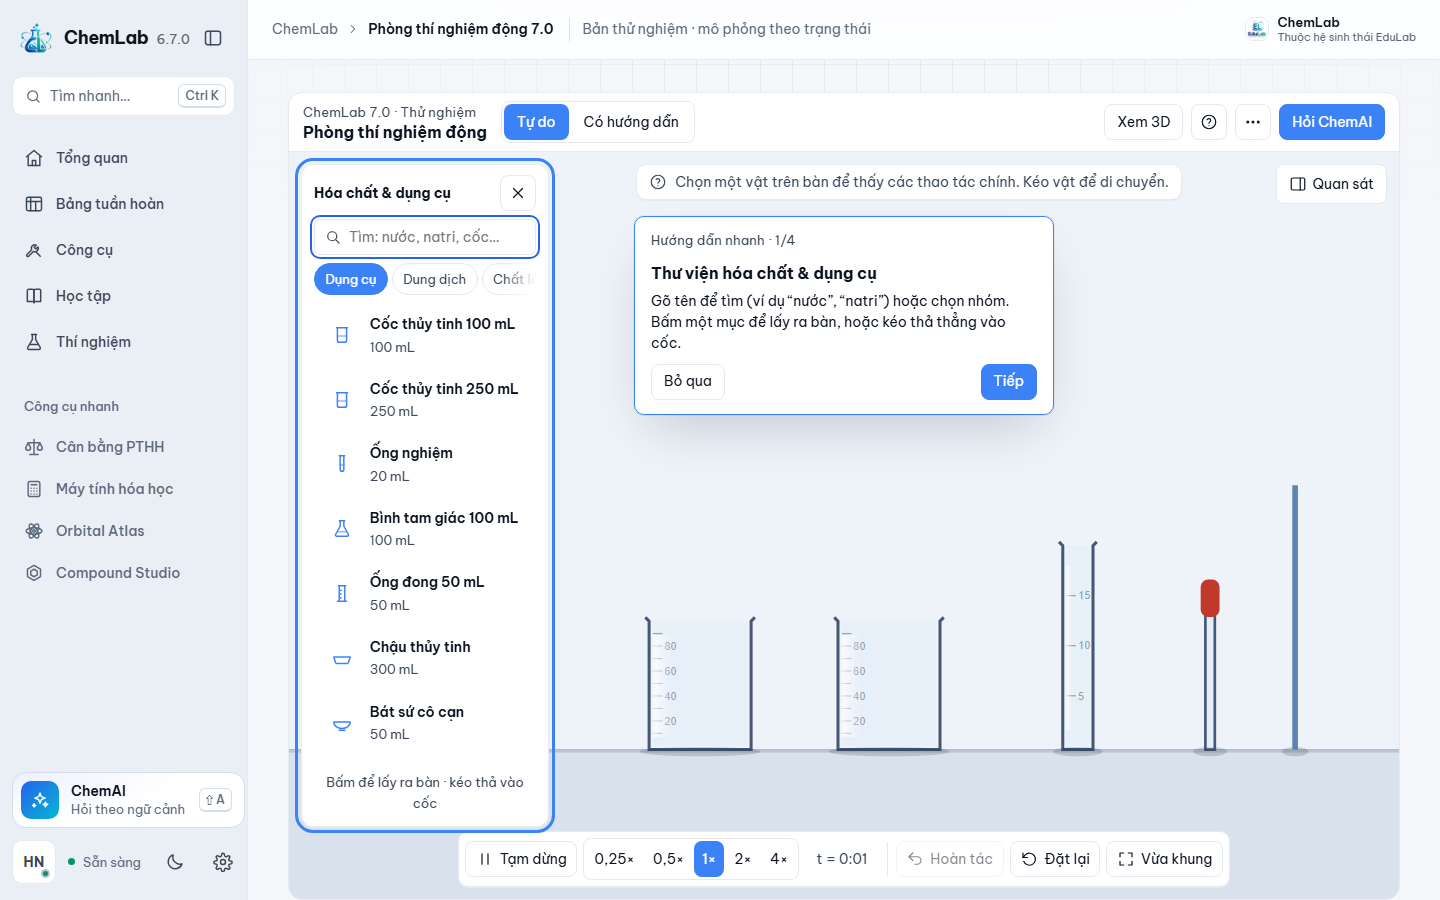 ChemLab 6.7.0
Tìm nhanh... Ctrl K
Tổng quan
Bảng tuần hoàn
Công cụ
Học tập
Thí nghiệm
Công cụ nhanh
Cân bằng PTHH
Máy tính hóa học
Orbital Atlas
Compound Studio
ChemAI
Hỏi theo ngữ cảnh
⇧A
HN
Sẵn sàng
ChemLab > Phòng thí nghiệm động 7.0
Bản thử nghiệm · mô phỏng theo trạng thái
ChemLab
Thuộc hệ sinh thái EduLab
ChemLab 7.0 · Thử nghiệm
Phòng thí nghiệm động
Tự do
Có hướng dẫn
Xem 3D
Hỏi ChemAI
Hóa chất & dụng cụ
Tìm: nước, natri, cốc...
Dụng cụ
Dung dịch
Chất
Cốc thủy tinh 100 mL
100 mL
Cốc thủy tinh 250 mL
250 mL
Ống nghiệm
20 mL
Bình tam giác 100 mL
100 mL
Ống đong 50 mL
50 mL
Chậu thủy tinh
300 mL
Bát sứ cô cạn
50 mL
Bấm để lấy ra bàn · kéo thả vào
cốc
Chọn một vật trên bàn để thấy các thao tác chính. Kéo vật để di chuyển.
Quan sát
Hướng dẫn nhanh · 1/4
Thư viện hóa chất & dụng cụ
Gõ tên để tìm (ví dụ “nước”, “natri”) hoặc chọn nhóm.
Bấm một mục để lấy ra bàn, hoặc kéo thả thẳng vào
cốc.
Bỏ qua
Tiếp
80
60
40
20
80
60
40
20
15
10
5
Tạm dừng
0,25×
0,5×
1×
2×
4×
t = 0:01
Hoàn tác
Đặt lại
Vừa khung